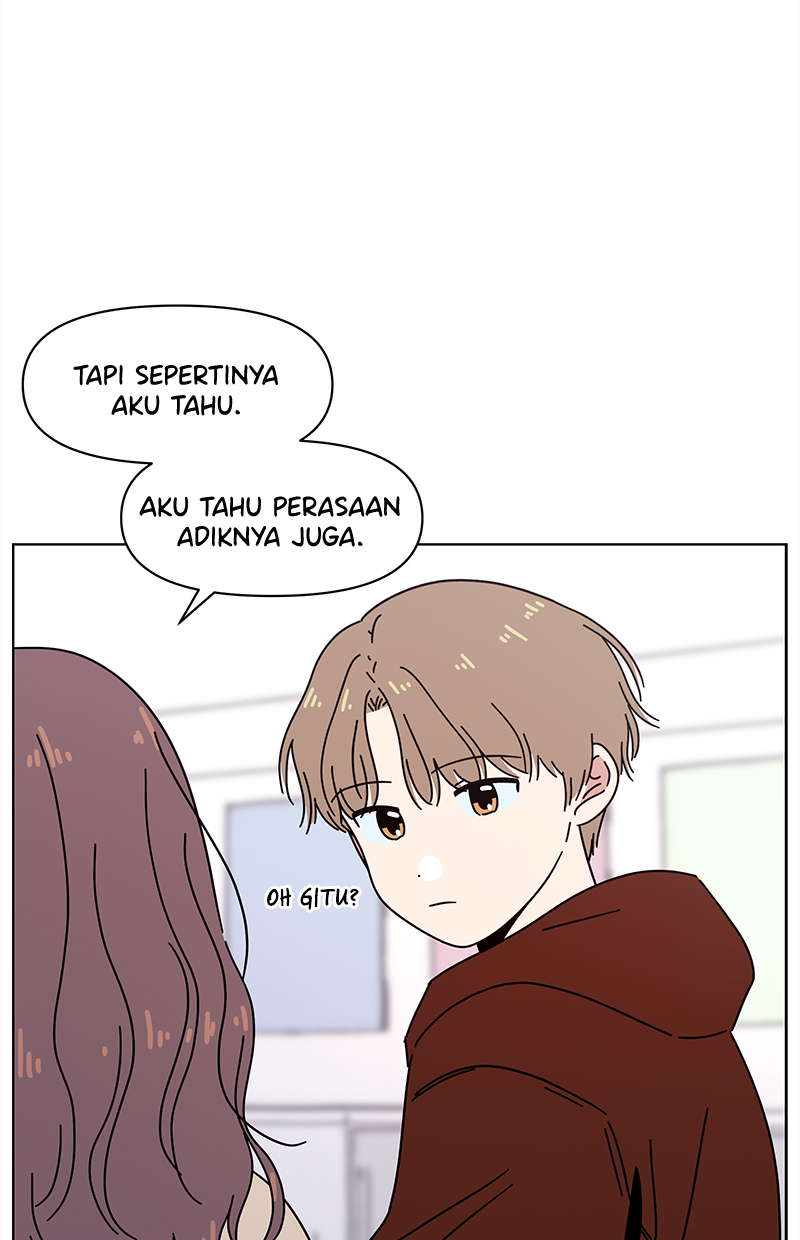 TAPI SEPERTINYA
AKU TAHU.
AKU TAHU PERASAAN
ADIKNYA JUGA.
OH GITU?